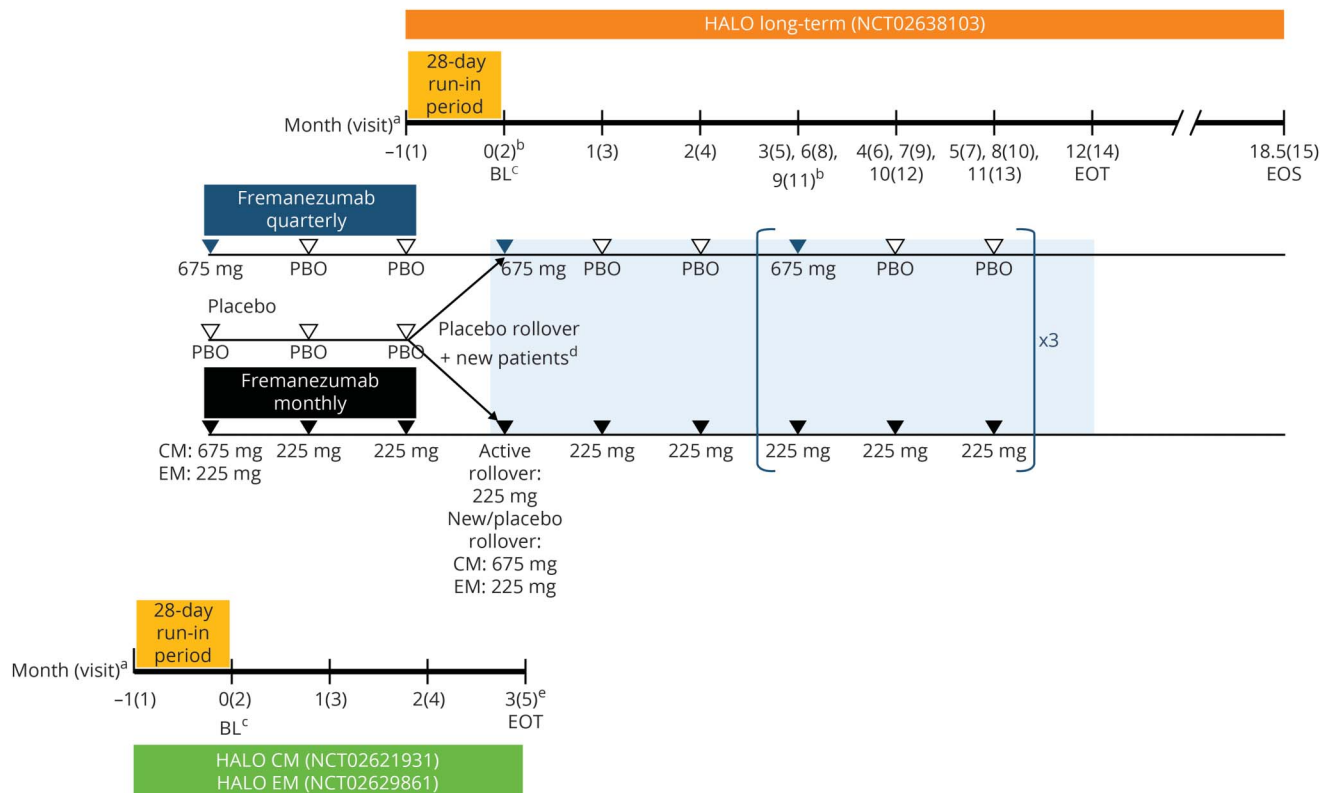 HALO long-term (NCT02638103)
28-day
run-in
period
Month (visit)a
–1(1)
0(2)b
BLc
1(3)
2(4)
3(5), 6(8),
9(11)b
4(6), 7(9),
10(12)
5(7), 8(10),
11(13)
12(14)
EOT
18.5(15)
EOS
Fremanezumab
quarterly
675 mg
PBO
PBO
675 mg
PBO
PBO
675 mg
PBO
PBO
Placebo
PBO
PBO
PBO
Placebo rollover
+ new patientsd
x3
Fremanezumab
monthly
CM: 675 mg
EM: 225 mg
225 mg
225 mg
Active
rollover:
225 mg
New/placebo
rollover:
CM: 675 mg
EM: 225 mg
225 mg
225 mg
225 mg
225 mg
225 mg
28-day
run-in
period
Month (visit)a
–1(1)
0(2)
BLc
1(3)
2(4)
3(5)e
EOT
HALO CM (NCT02621931)
HALO EM (NCT02629861)